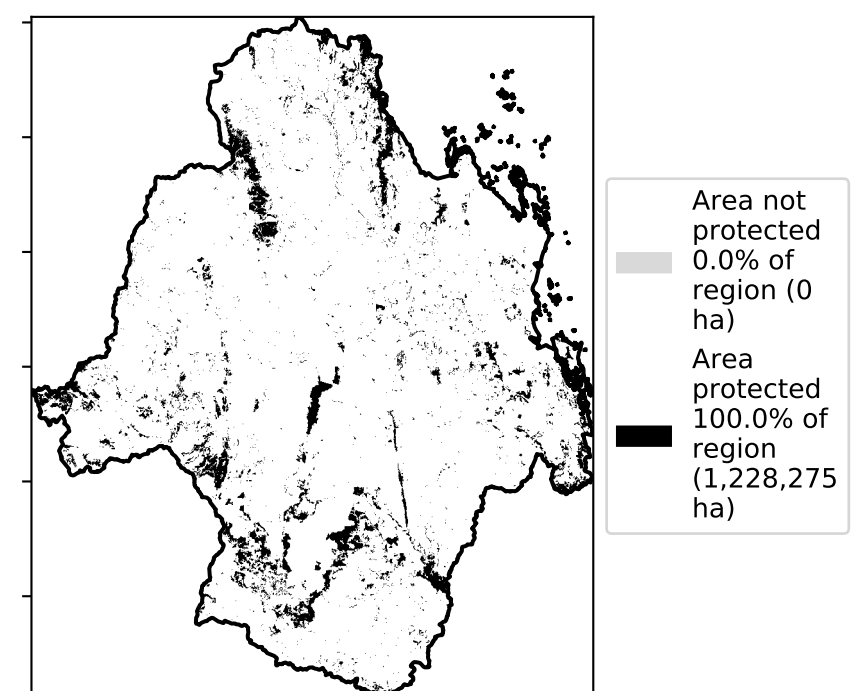 Area not
protected
0.0% of
region (0
ha)
Area
protected
100.0% of
region
(1,228,275
ha)